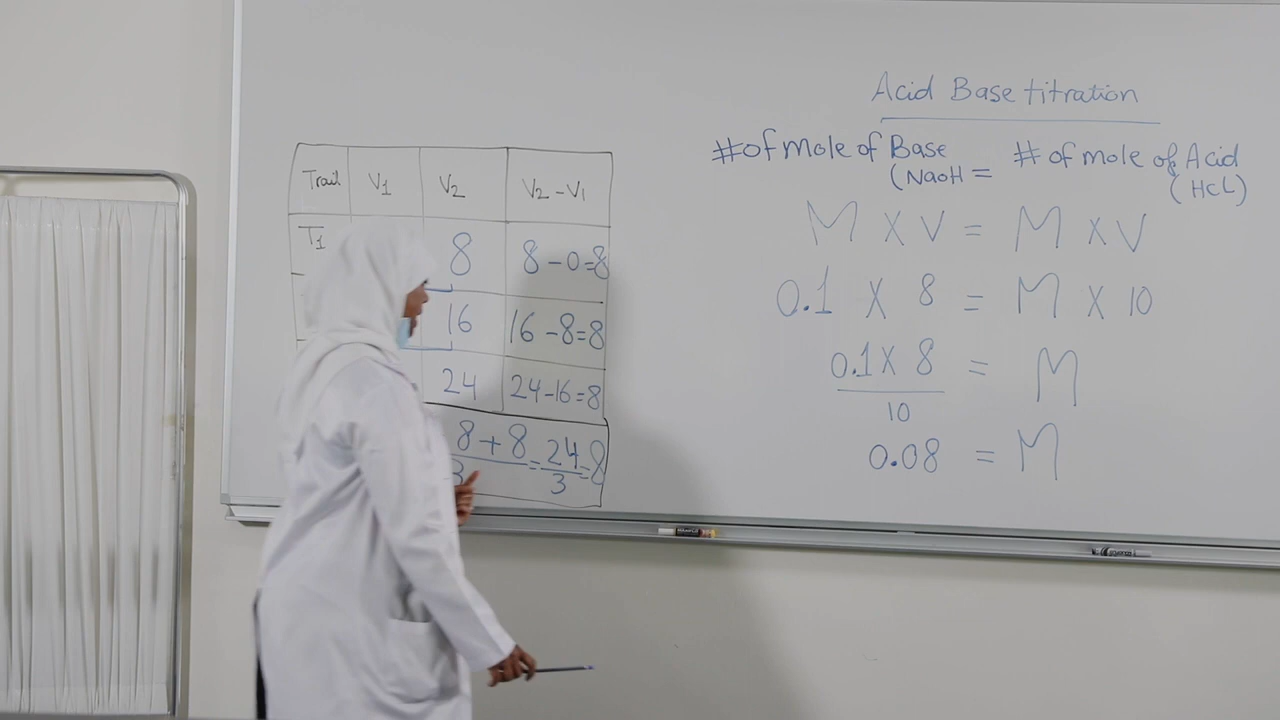 Acid Base titration
#of mole of Base = # of mole of Acid
(NaoH (HCL)
M X V = M X V
0.1 X 8 = M X 10
0.1 X 8 = M
10
0.08 = M
Trail V1 V2 V2 - V1
T1 8 8 - 0 = 8
16 16 - 8 = 8
24 24 - 16 = 8
8 + 8 = 24 = 8
3 3